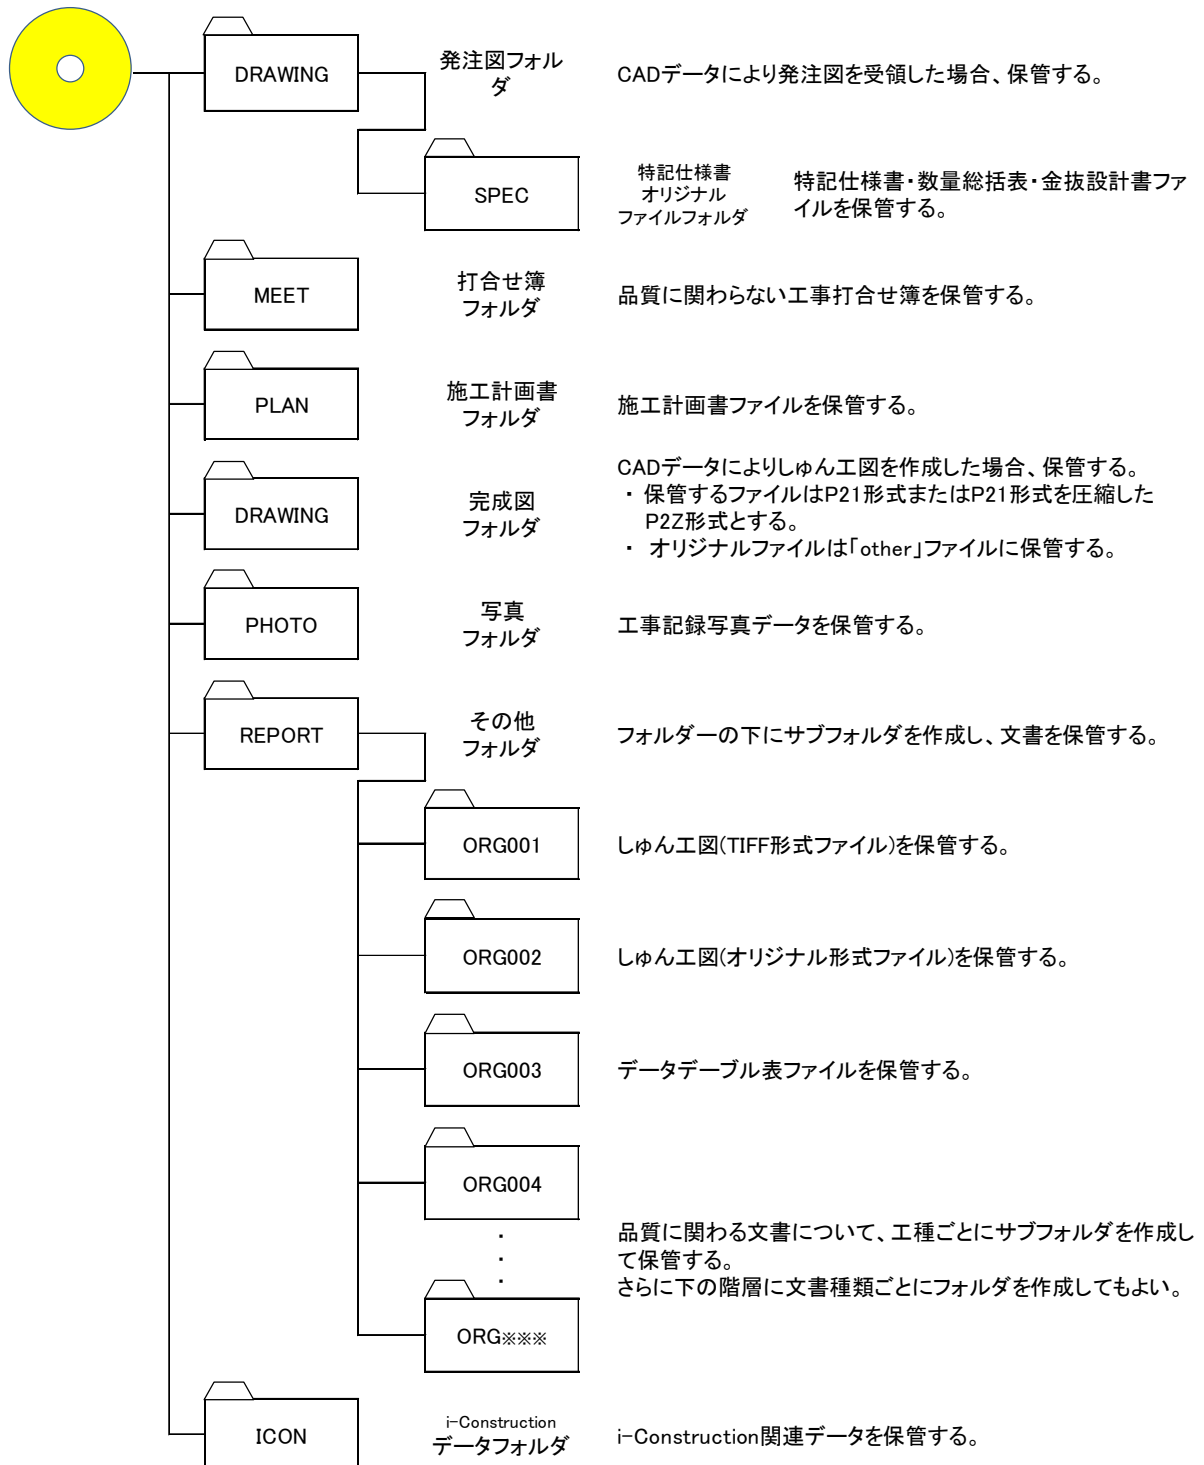 DRAWING
発注図フォル
ダ
CADデータにより発注図を受領した場合、保管する。
SPEC
特記仕様書
オリジナル
ファイルフォルダ
特記仕様書・数量総括表・金抜設計書ファ
イルを保管する。
MEET
打合せ簿
フォルダ
品質に関わらない工事打合せ簿を保管する。
PLAN
施工計画書
フォルダ
施工計画書ファイルを保管する。
DRAWING
完成図
フォルダ
CADデータによりしゅん工図を作成した場合、保管する。
・ 保管するファイルはP21形式またはP21形式を圧縮した
P2Z形式とする。
・ オリジナルファイルは「other」ファイルに保管する。
PHOTO
写真
フォルダ
工事記録写真データを保管する。
REPORT
その他
フォルダ
フォルダーの下にサブフォルダを作成し、文書を保管する。
ORG001
しゅん工図(TIFF形式ファイル)を保管する。
ORG002
しゅん工図(オリジナル形式ファイル)を保管する。
ORG003
データデーブル表ファイルを保管する。
ORG004
・
・
・
品質に関わる文書について、工種ごとにサブフォルダを作成し
て保管する。
さらに下の階層に文書種類ごとにフォルダを作成してもよい。
ORG※※※
ICON
i-Construction
データフォルダ
i-Construction関連データを保管する。